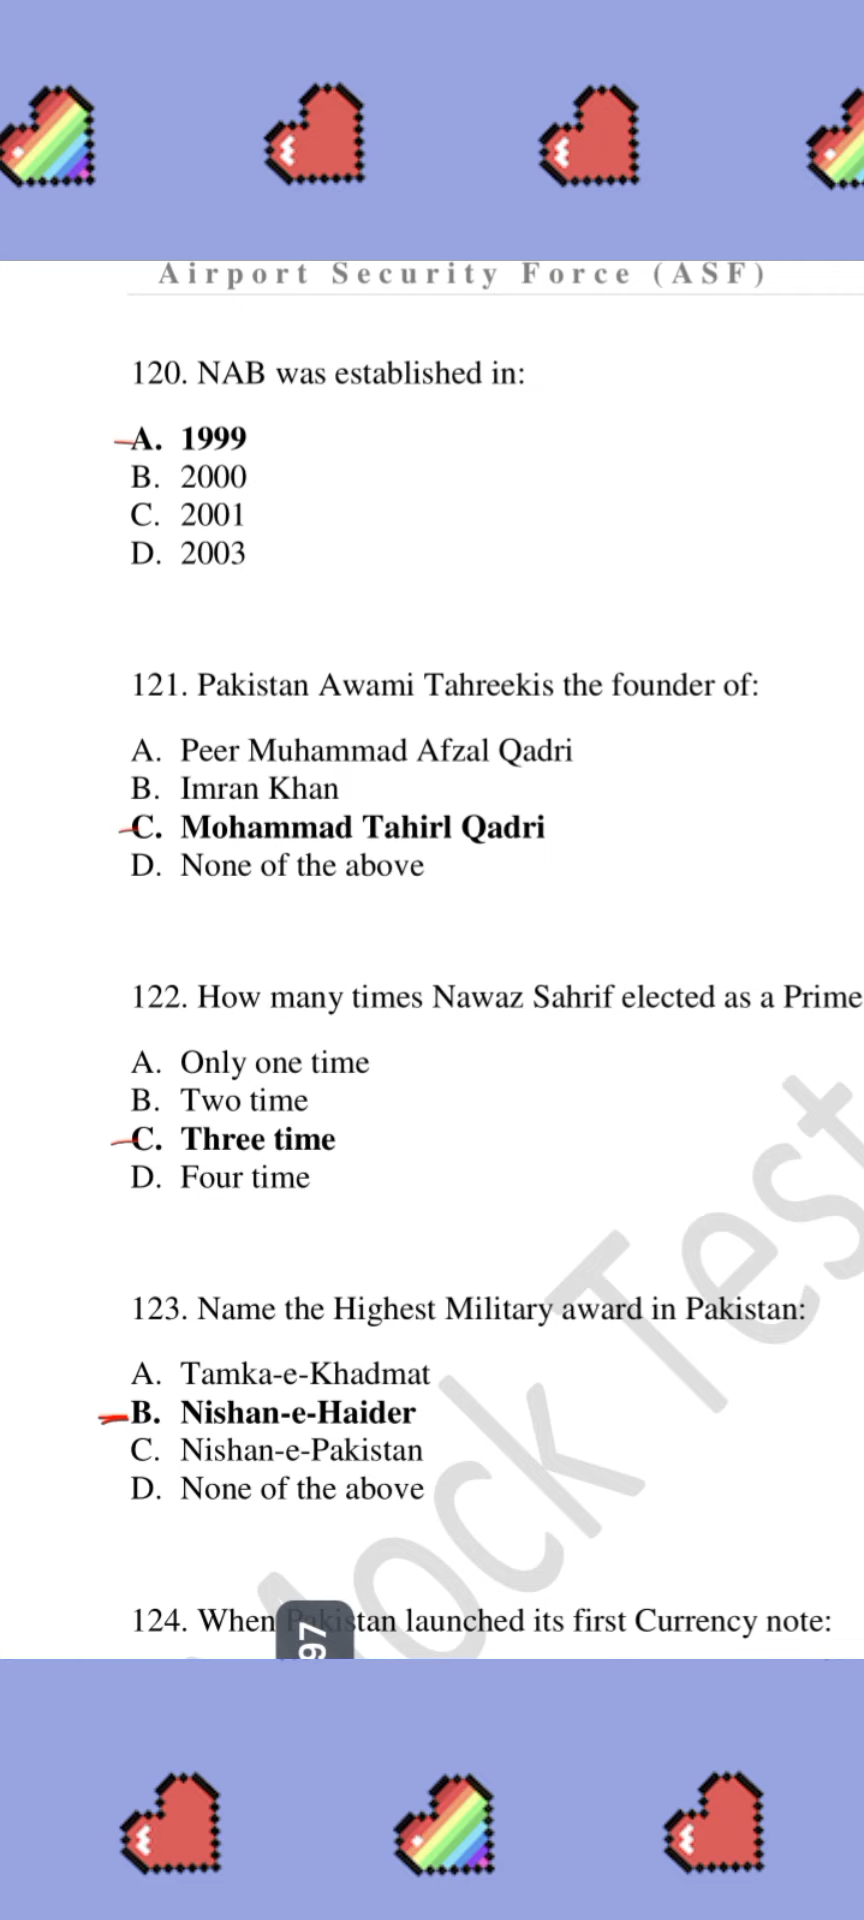 Airport Security Force (ASF)
120. NAB was established in:
A. 1999
B. 2000
C. 2001
D. 2003
121. Pakistan Awami Tahreekis the founder of:
A. Peer Muhammad Afzal Qadri
B. Imran Khan
C. Mohammad Tahirl Qadri
D. None of the above
122. How many times Nawaz Sahrif elected as a Prime
A. Only one time
B. Two time
C. Three time
D. Four time
123. Name the Highest Military award in Pakistan:
A. Tamka-e-Khadmat
B. Nishan-e-Haider
C. Nishan-e-Pakistan
D. None of the above
124. When Pakistan launched its first Currency note:
97
Mock Test